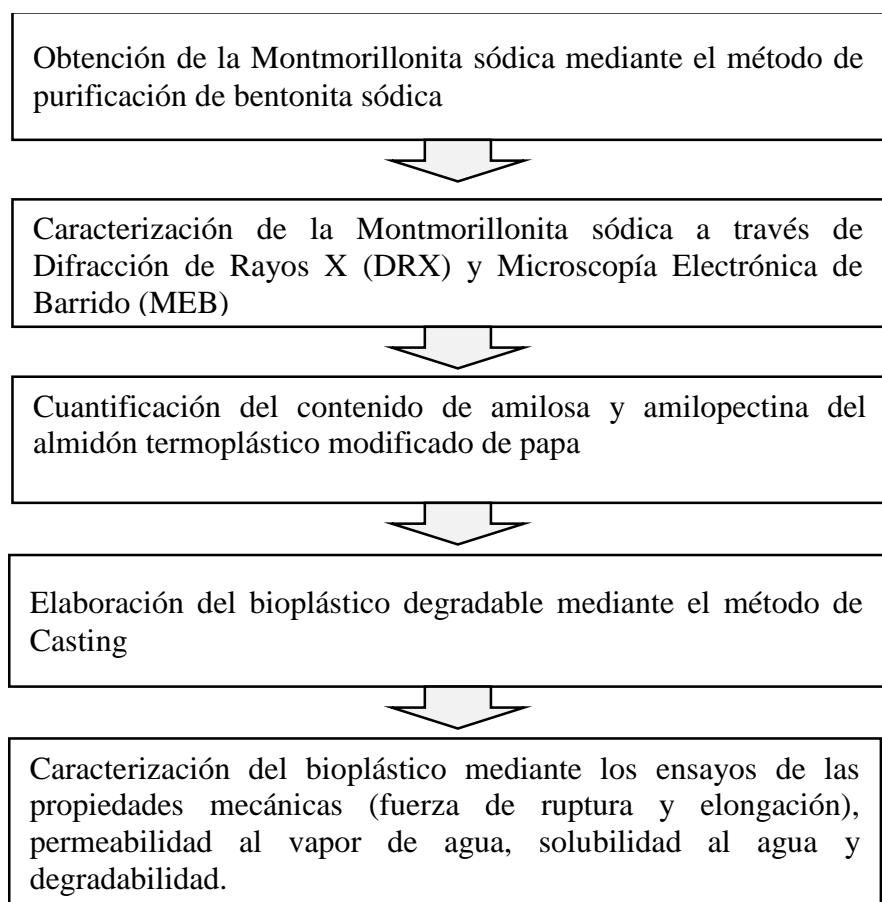 Obtención de la Montmorillonita sódica mediante el método de
purificación de bentonita sódica
Caracterización de la Montmorillonita sódica a través de
Difracción de Rayos X (DRX) y Microscopía Electrónica de
Barrido (MEB)
Cuantificación del contenido de amilosa y amilopectina del
almidón termoplástico modificado de papa
Elaboración del bioplástico degradable mediante el método de
Casting
Caracterización del bioplástico mediante los ensayos de las
propiedades mecánicas (fuerza de ruptura y elongación),
permeabilidad al vapor de agua, solubilidad al agua y
degradabilidad.